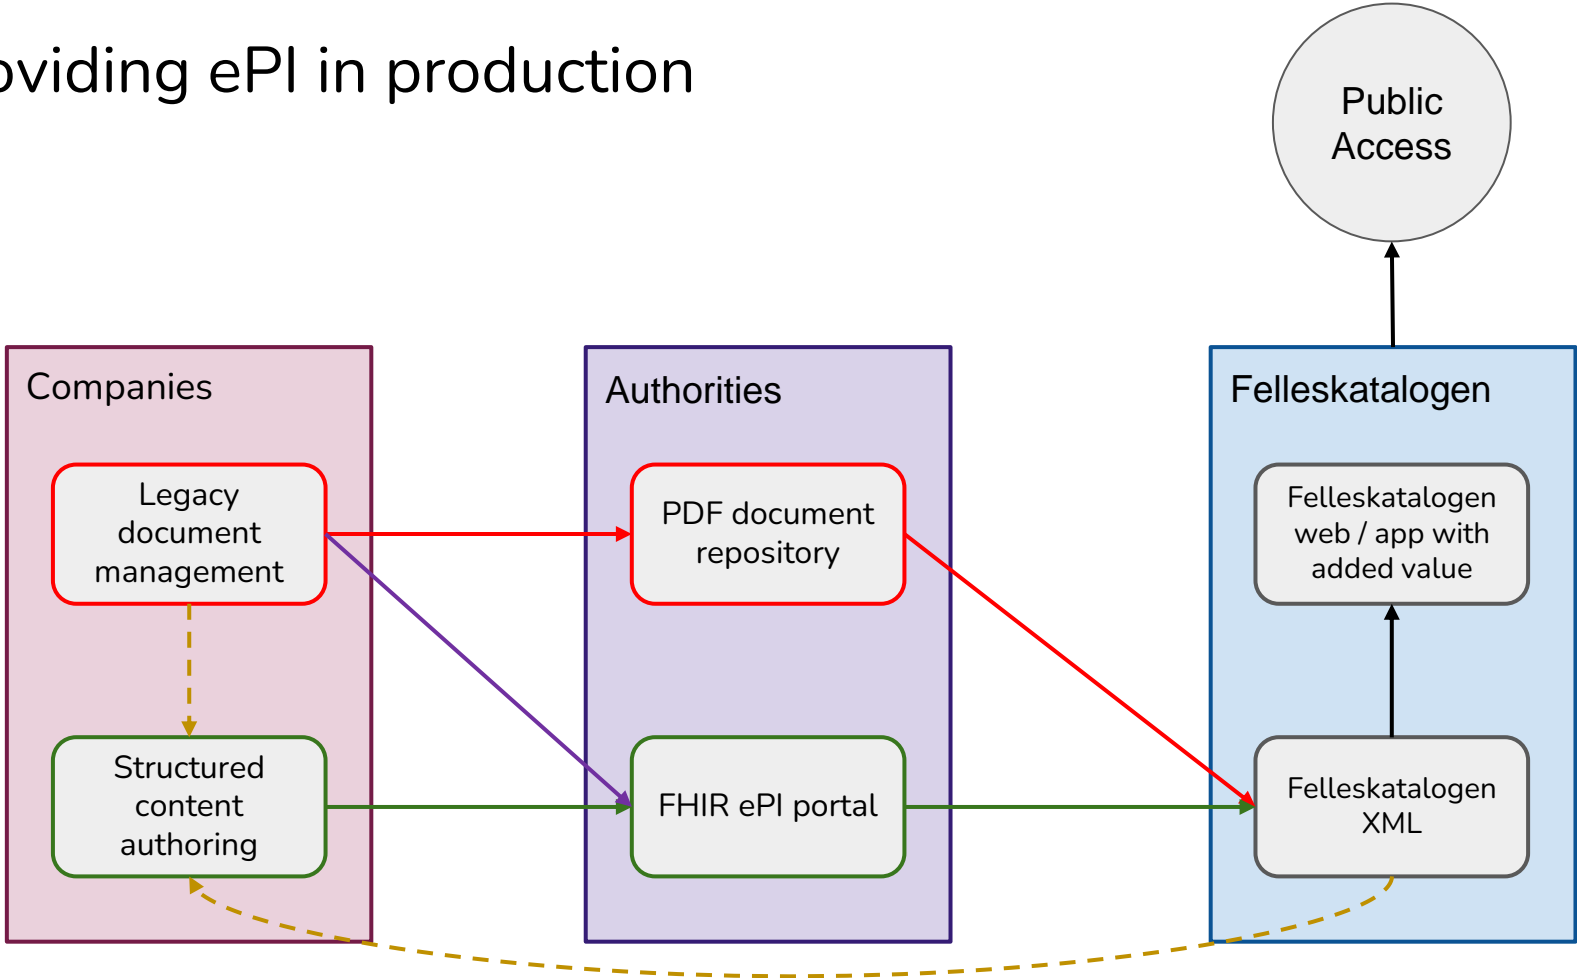 oviding ePI in production
Public
Access
Companies
Legacy
document
management
Structured
content
authoring
Authorities
PDF document
repository
FHIR ePI portal
Felleskatalogen
Felleskatalogen
web / app with
added value
Felleskatalogen
XML